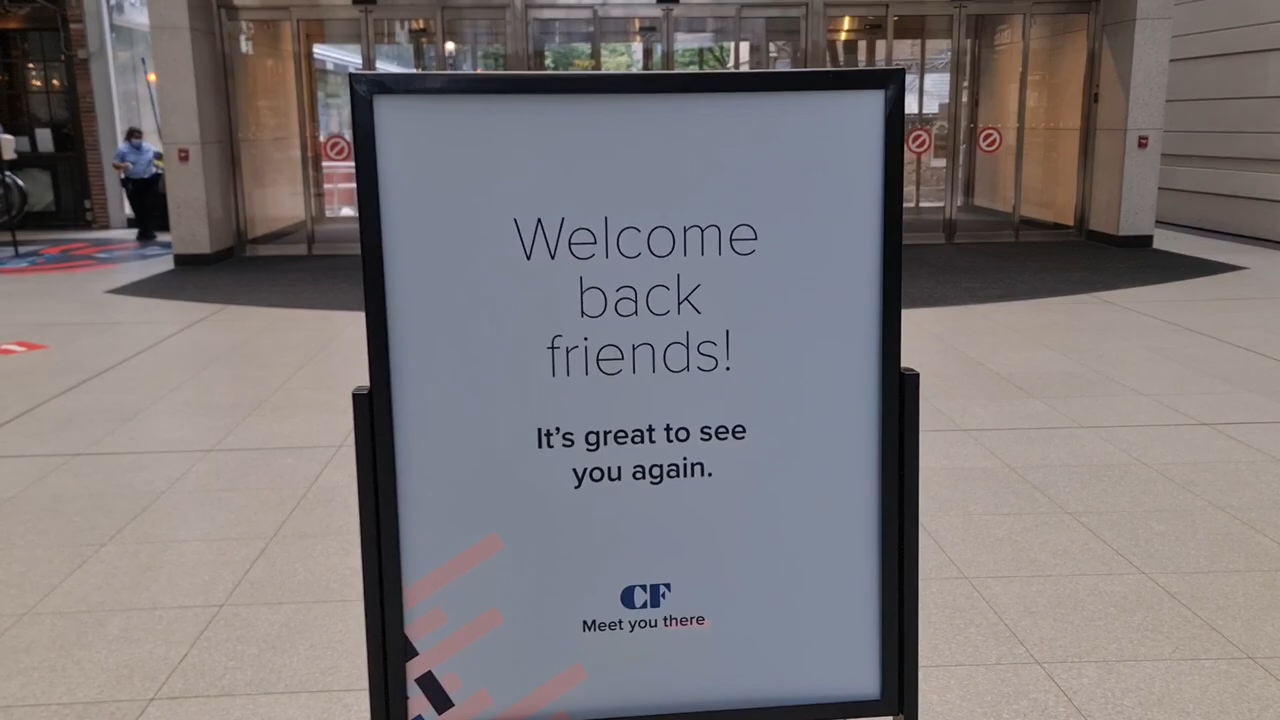 Welcome
back
friends!
It's great to see
you again.
CF
Meet you there